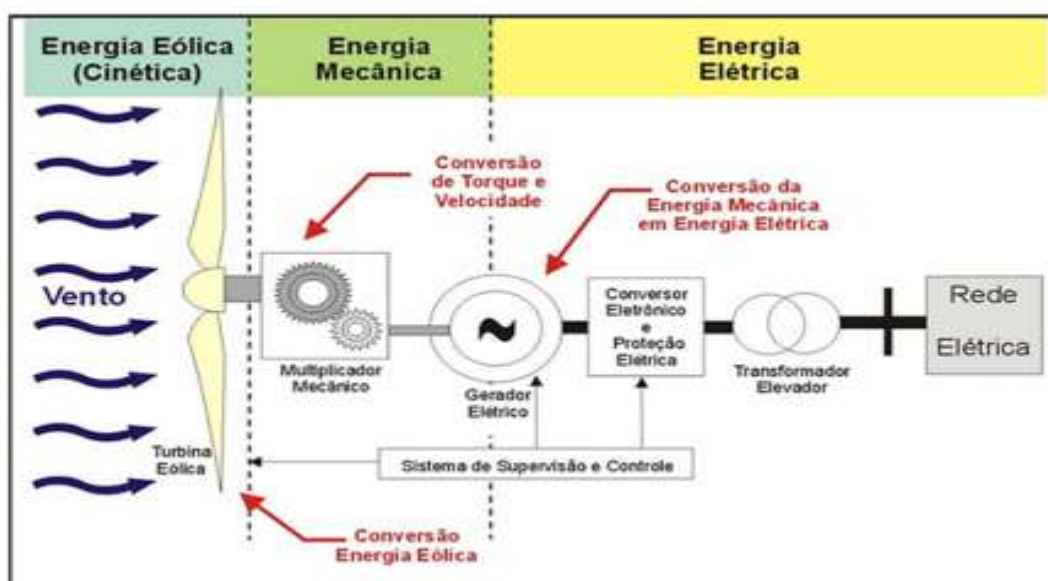 Energia Eólica
(Cinética)
Energia
Mecânica
Energia
Elétrica
Conversão
de Torque e
Velocidade
Conversão da
Energia Mecânica
em Energia Elétrica
Vento
Multiplicador
Mecânico
Gerador
Elétrico
Conversor
Eletrônico
e
Proteção
Elétrica
Transformador
Elevador
Rede
Elétrica
Turbina
Eólica
Sistema de Supervisão e Controle
Conversão
Energia Eólica